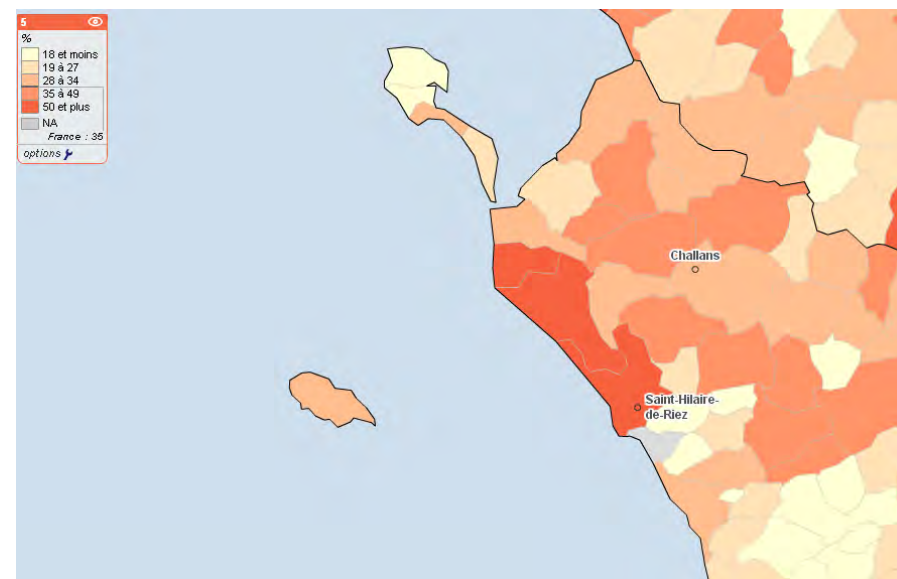 5
%
18 et moins
19 à 27
28 à 34
35 à 49
50 et plus
NA
France : 35
options
Challans
Saint-Hilaire-
de-Riez